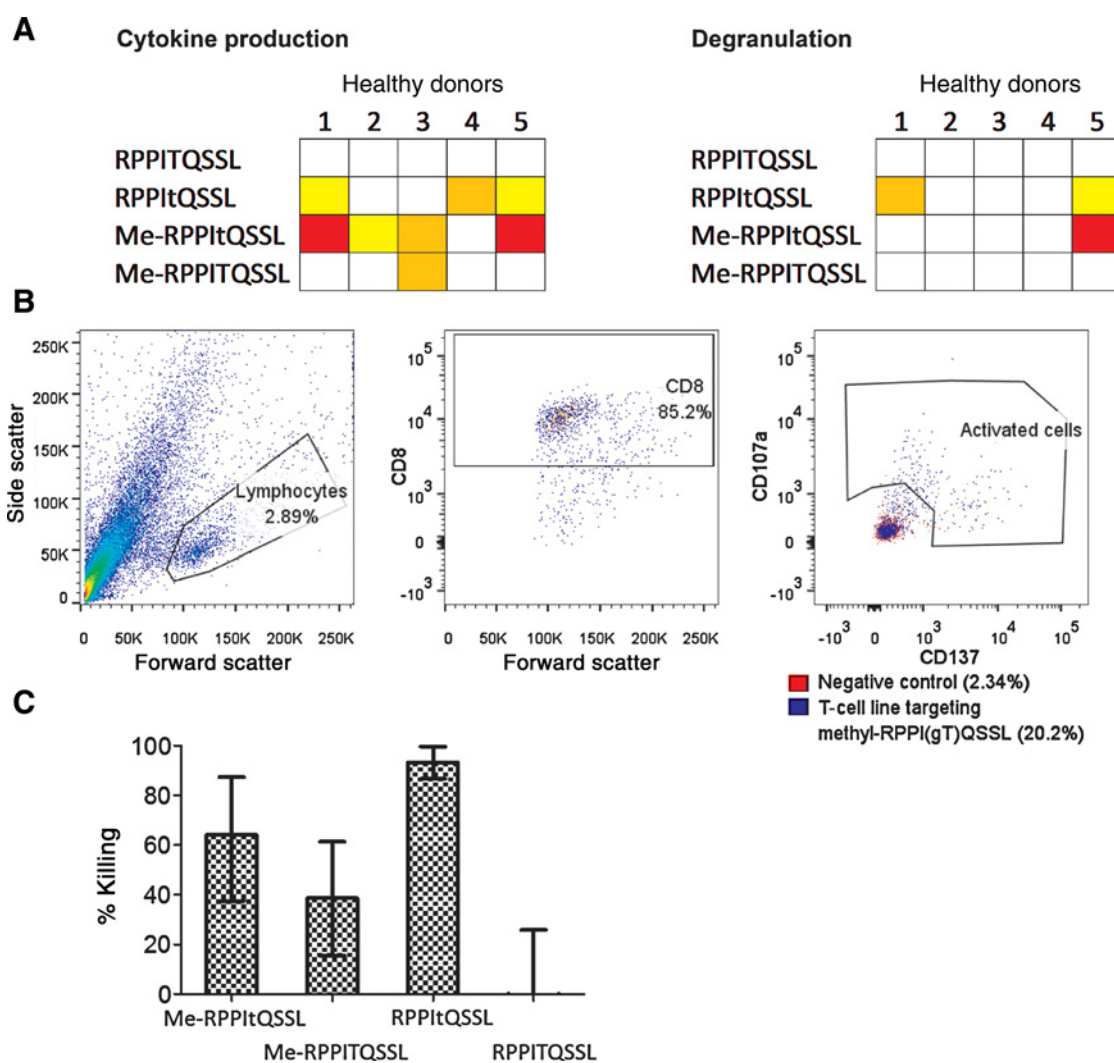 A
Cytokine production
Degranulation
Healthy donors
1 2 3 4 5
RPPITQSSL
RPPItQSSL
Me-RPPItQSSL
Me-RPPITQSSL
Healthy donors
1 2 3 4 5
RPPITQSSL
RPPItQSSL
Me-RPPItQSSL
Me-RPPITQSSL
B
Side scatter
250K
200K
150K
100K
50K
0
Lymphocytes
2.89%
0 50K 100K 150K 200K 250K
Forward scatter
CD8
10^5
10^4
10^3
0
-10^3
CD8
85.2%
0 50K 100K 150K 200K 250K
Forward scatter
CD107a
10^5
10^4
10^3
0
-10^3
Activated cells
-10^3 0 10^3 10^4 10^5
CD137
Negative control (2.34%)
T-cell line targeting
methyl-RPPI(gT)QSSL (20.2%)
C
% Killing
100
80
60
40
20
0
Me-RPPItQSSL
Me-RPPITQSSL
RPPItQSSL
RPPITQSSL